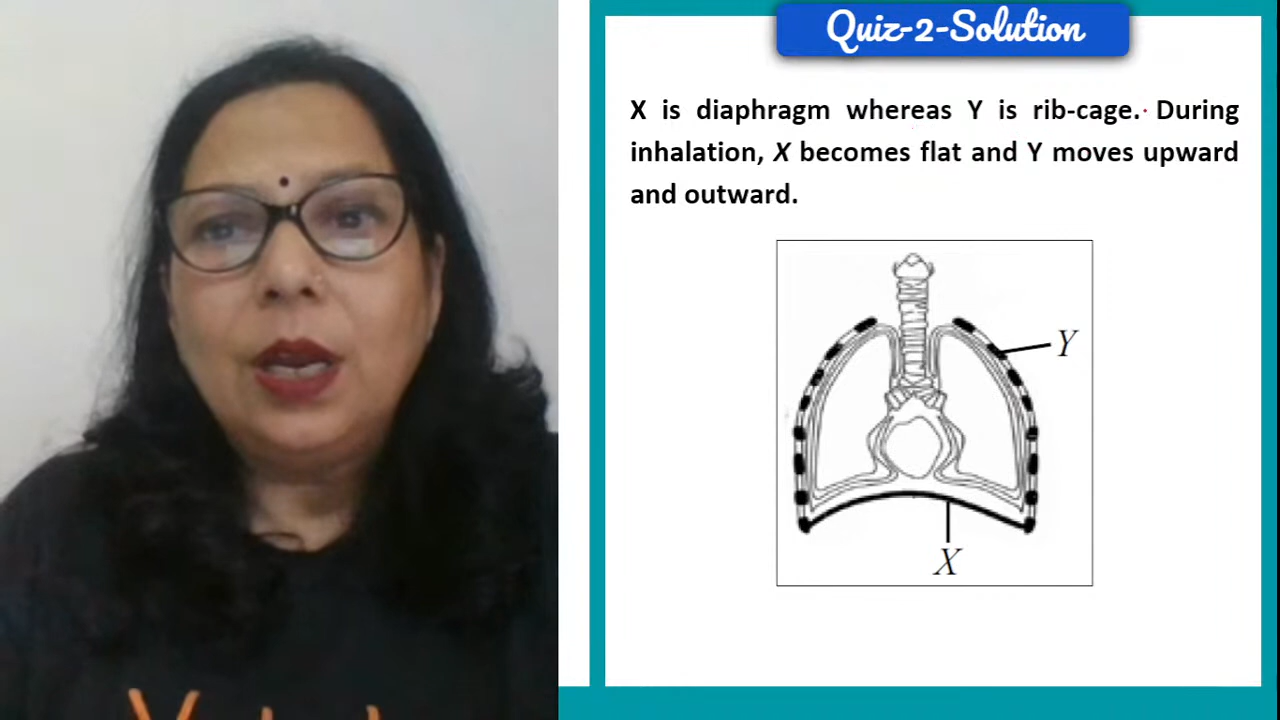 Quiz-2-Solution
X is diaphragm whereas Y is rib-cage. During
inhalation, X becomes flat and Y moves upward
and outward.
Y
X